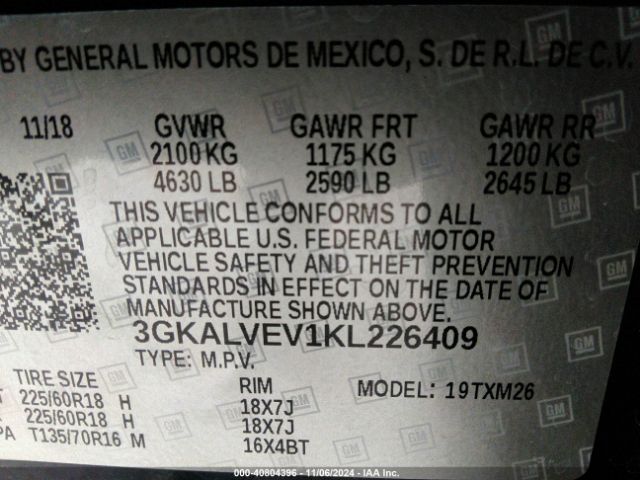 BY GENERAL MOTORS DE MEXICO, S. DE R.L. DE C.V.
11/18 GVWR GAWR FRT GAWR RR
2100 KG 1175 KG 1200 KG
4630 LB 2590 LB 2645 LB
THIS VEHICLE CONFORMS TO ALL
APPLICABLE U.S. FEDERAL MOTOR
VEHICLE SAFETY AND THEFT PREVENTION
STANDARDS IN EFFECT ON THE DATE OF
MANUFACTURE SHOWN ABOVE.
3GKALVEV1KL226409
TYPE: M.P.V.
TIRE SIZE RIM MODEL: 19TXM26
T 225/60R18 H 18X7J
225/60R18 H 18X7J
PA T135/70R16 M 16X4BT
GM
000-40804396 - 11/06/2024 - IAA Inc.